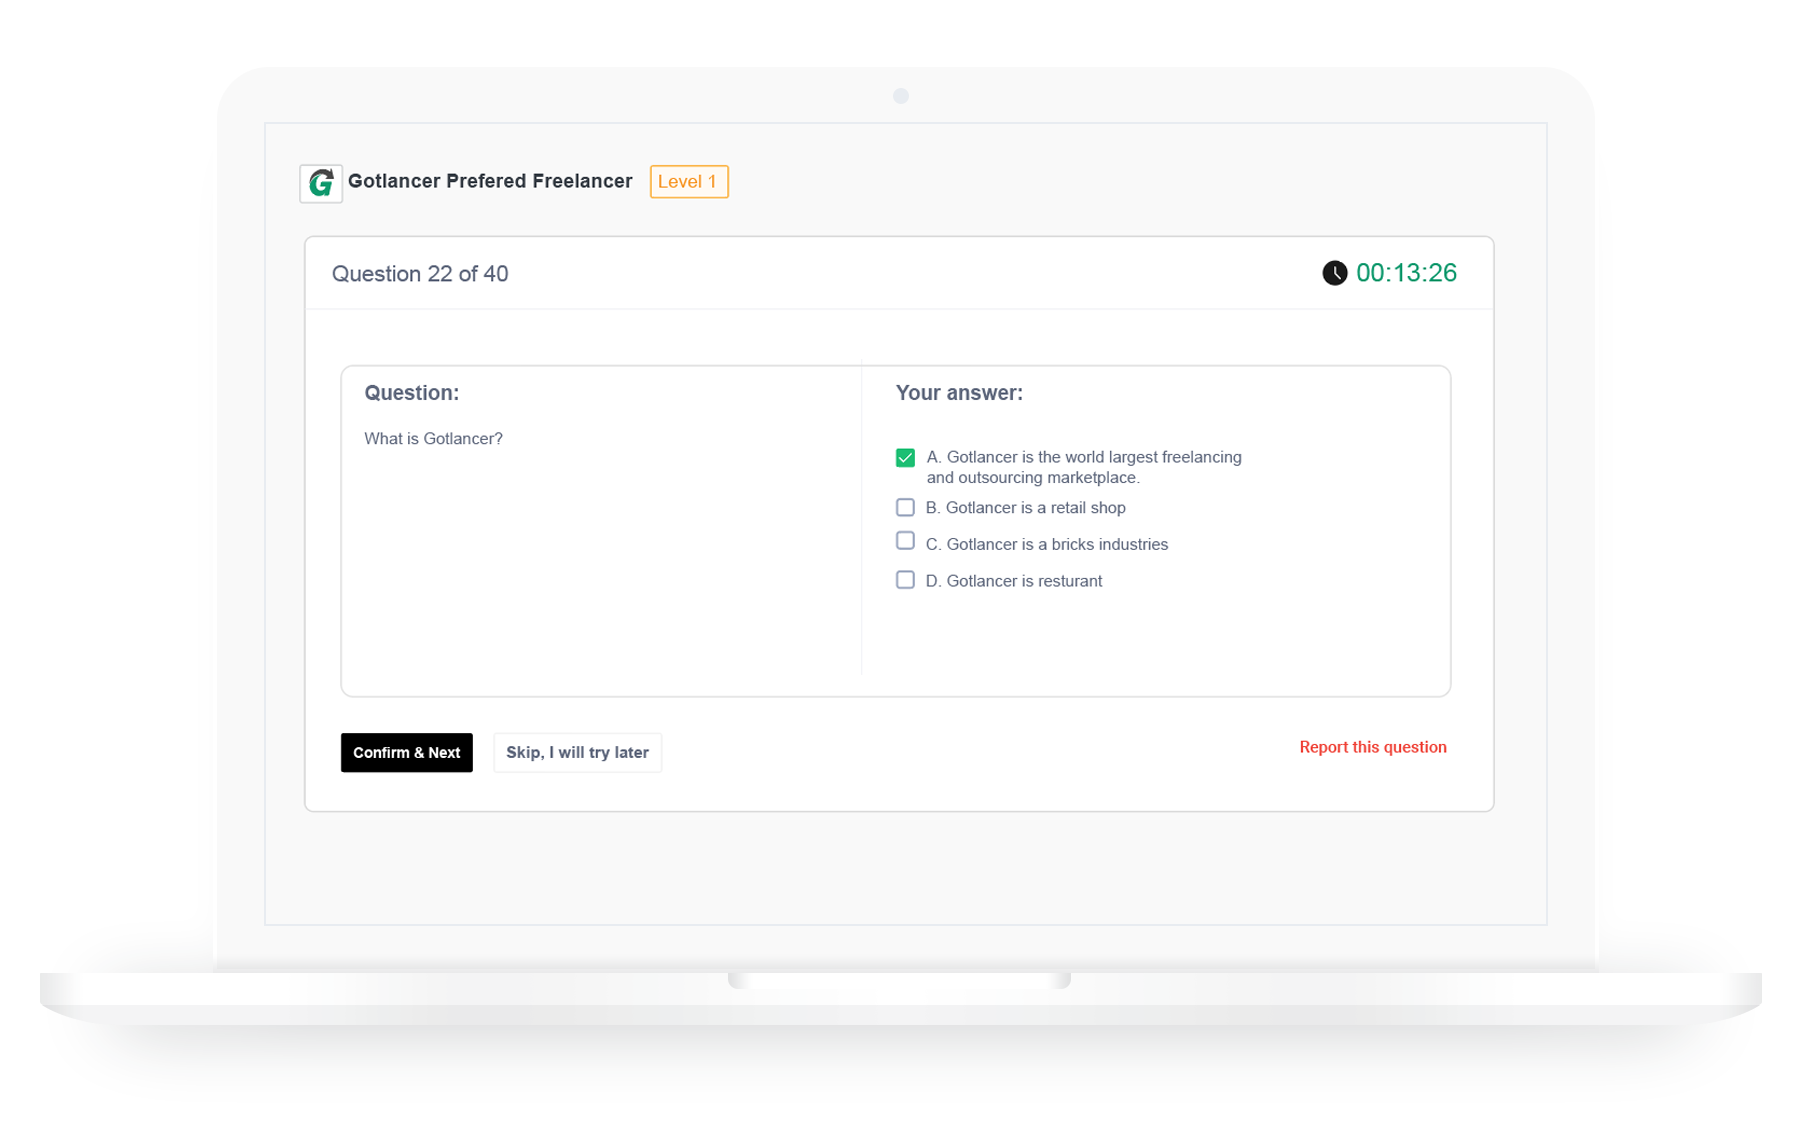 G Gotlancer Prefered Freelancer Level 1
Question 22 of 40
00:13:26
Question:
What is Gotlancer?
Your answer:
A. Gotlancer is the world largest freelancing
and outsourcing marketplace.
B. Gotlancer is a retail shop
C. Gotlancer is a bricks industries
D. Gotlancer is resturant
Confirm & Next
Skip, I will try later
Report this question